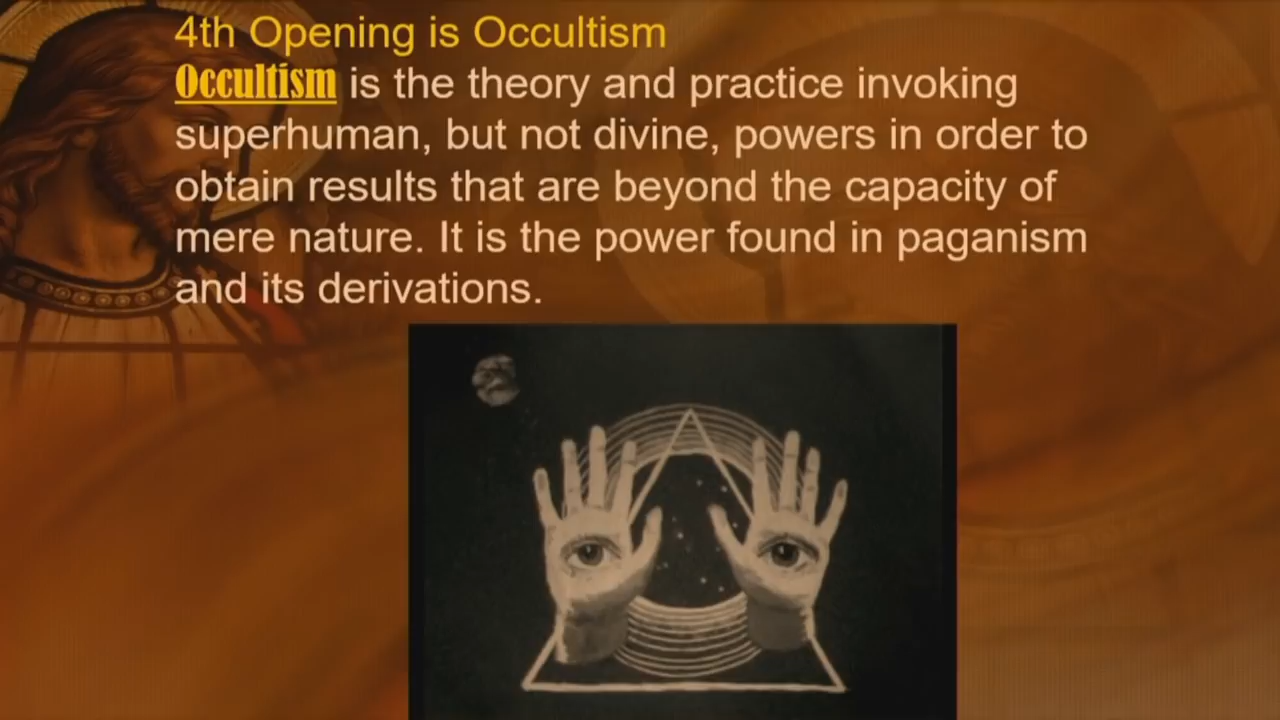 4th Opening is Occultism
Occultism is the theory and practice invoking
superhuman, but not divine, powers in order to
obtain results that are beyond the capacity of
mere nature. It is the power found in paganism
and its derivations.